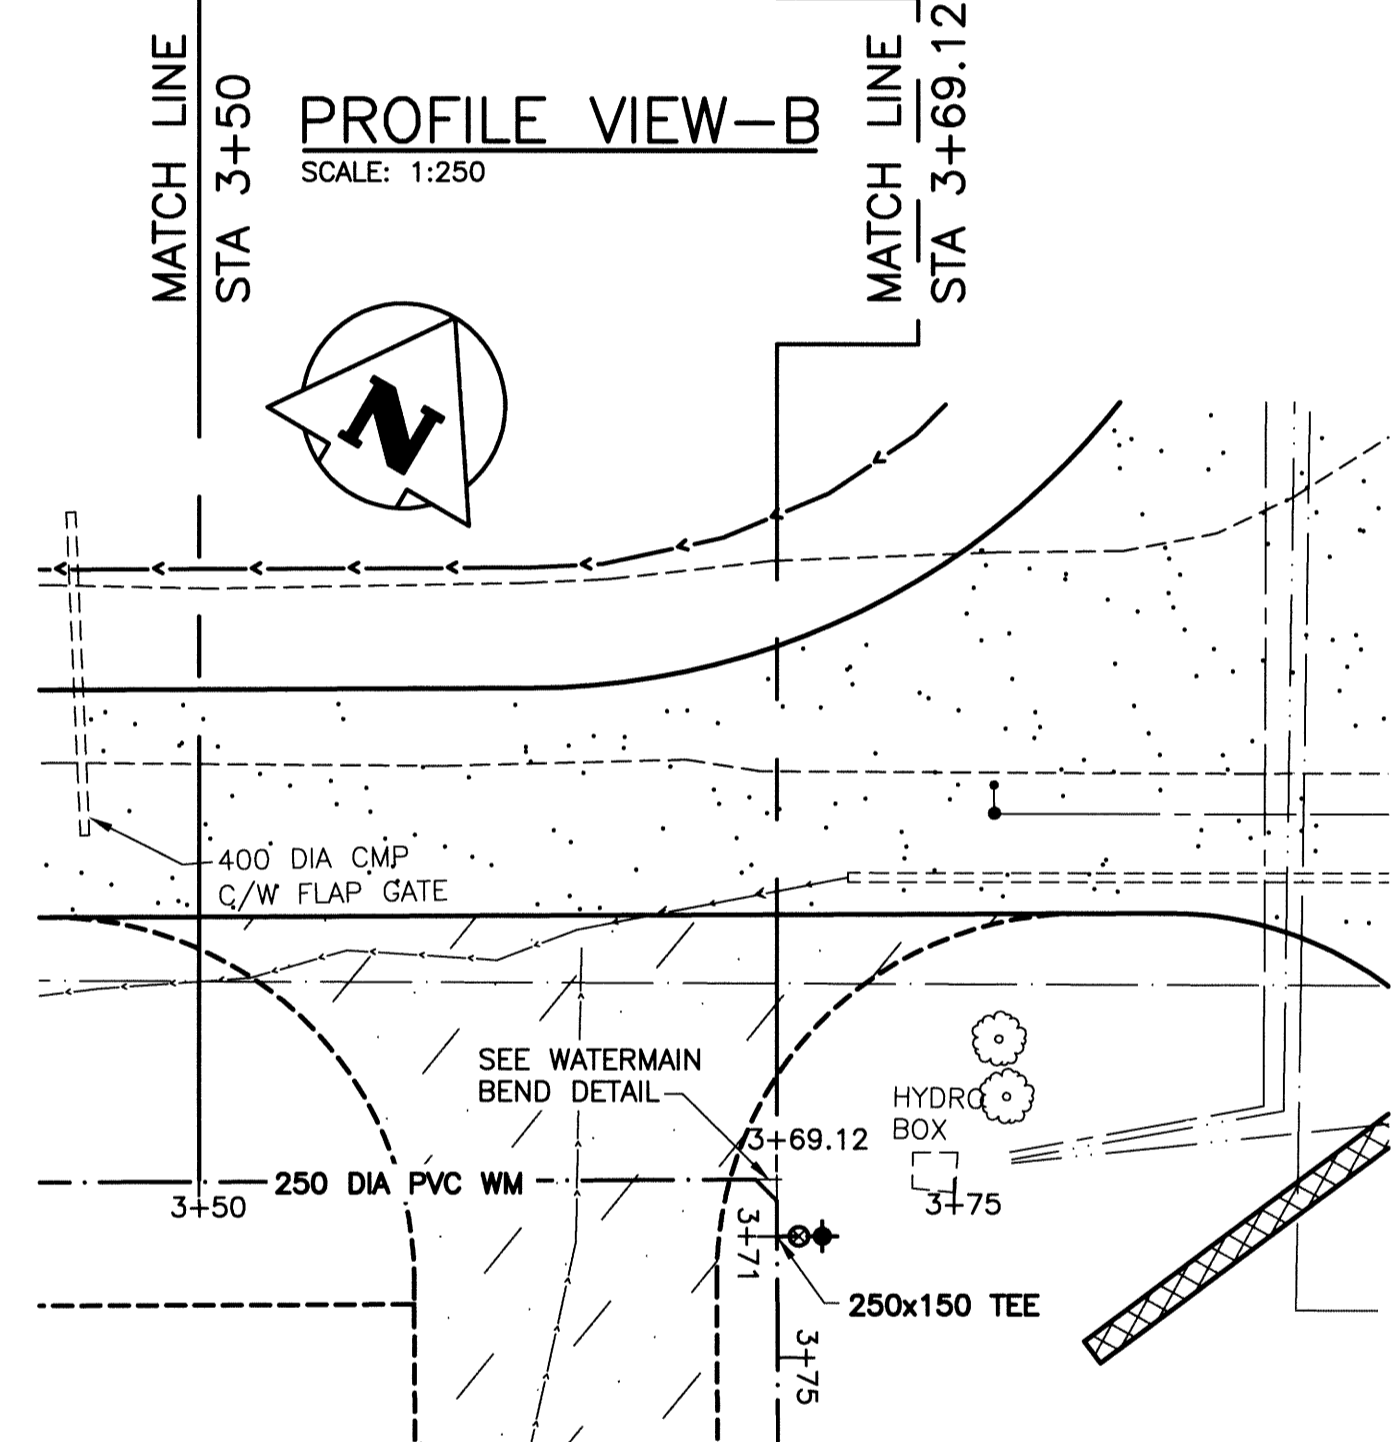 MATCH LINE
STA 3+50
PROFILE VIEW-B
SCALE: 1:250
MATCH LINE
STA 3+69.12
N
400 DIA CMP
C/W FLAP GATE
SEE WATERMAIN
BEND DETAIL
HYDRO
BOX
3+69.12
250 DIA PVC WM
3+50
3+75
3+71
250x150 TEE
3+75